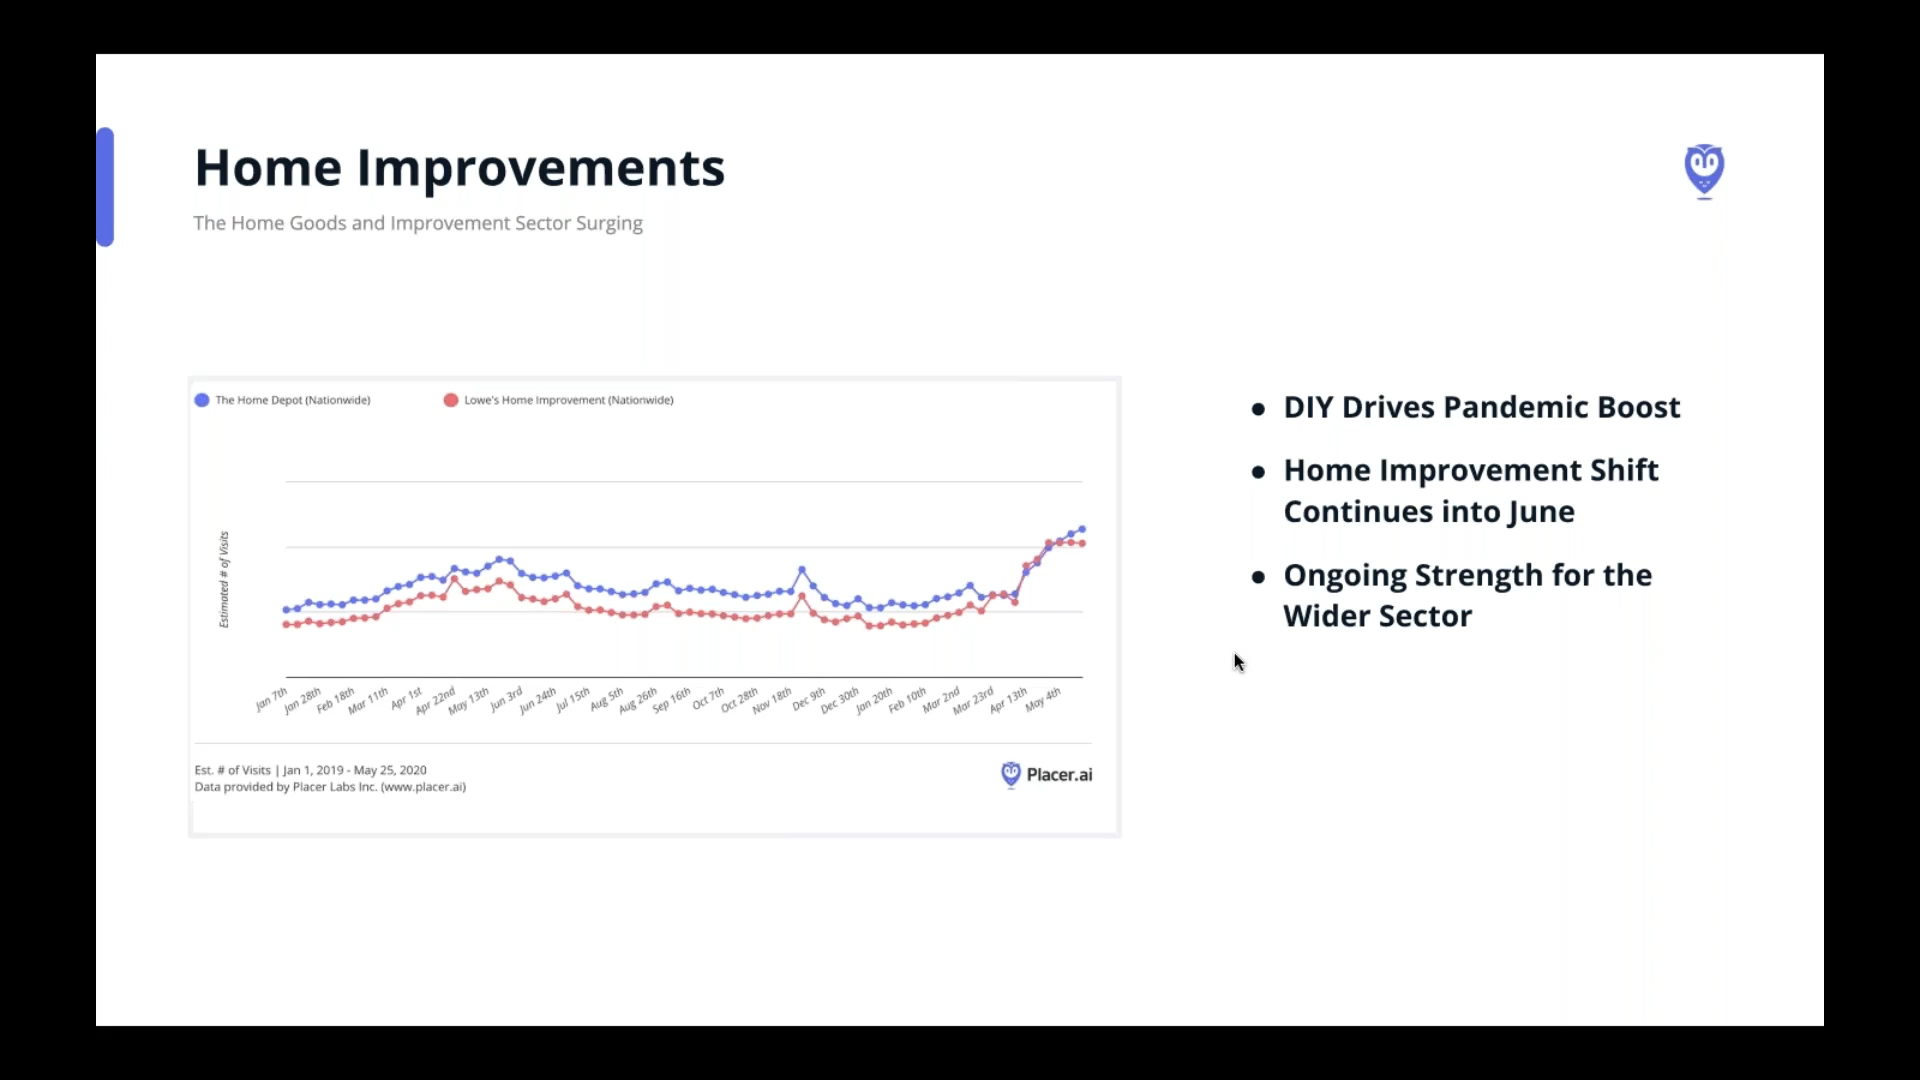 Home Improvements
The Home Goods and Improvement Sector Surging
The Home Depot (Nationwide)
Lowe's Home Improvement (Nationwide)
Estimated # of Visits
Jan 7th
Jan 28th
Feb 18th
Mar 11th
Apr 1st
Apr 22nd
May 13th
Jun 3rd
Jun 24th
Jul 15th
Aug 5th
Aug 26th
Sep 16th
Oct 7th
Oct 28th
Nov 18th
Dec 9th
Dec 30th
Jan 20th
Feb 10th
Mar 2nd
Mar 23rd
Apr 13th
May 4th
Est. # of Visits | Jan 1, 2019 - May 25, 2020
Data provided by Placer Labs Inc. (www.placer.ai)
Placer.ai
● DIY Drives Pandemic Boost
● Home Improvement Shift
Continues into June
● Ongoing Strength for the
Wider Sector